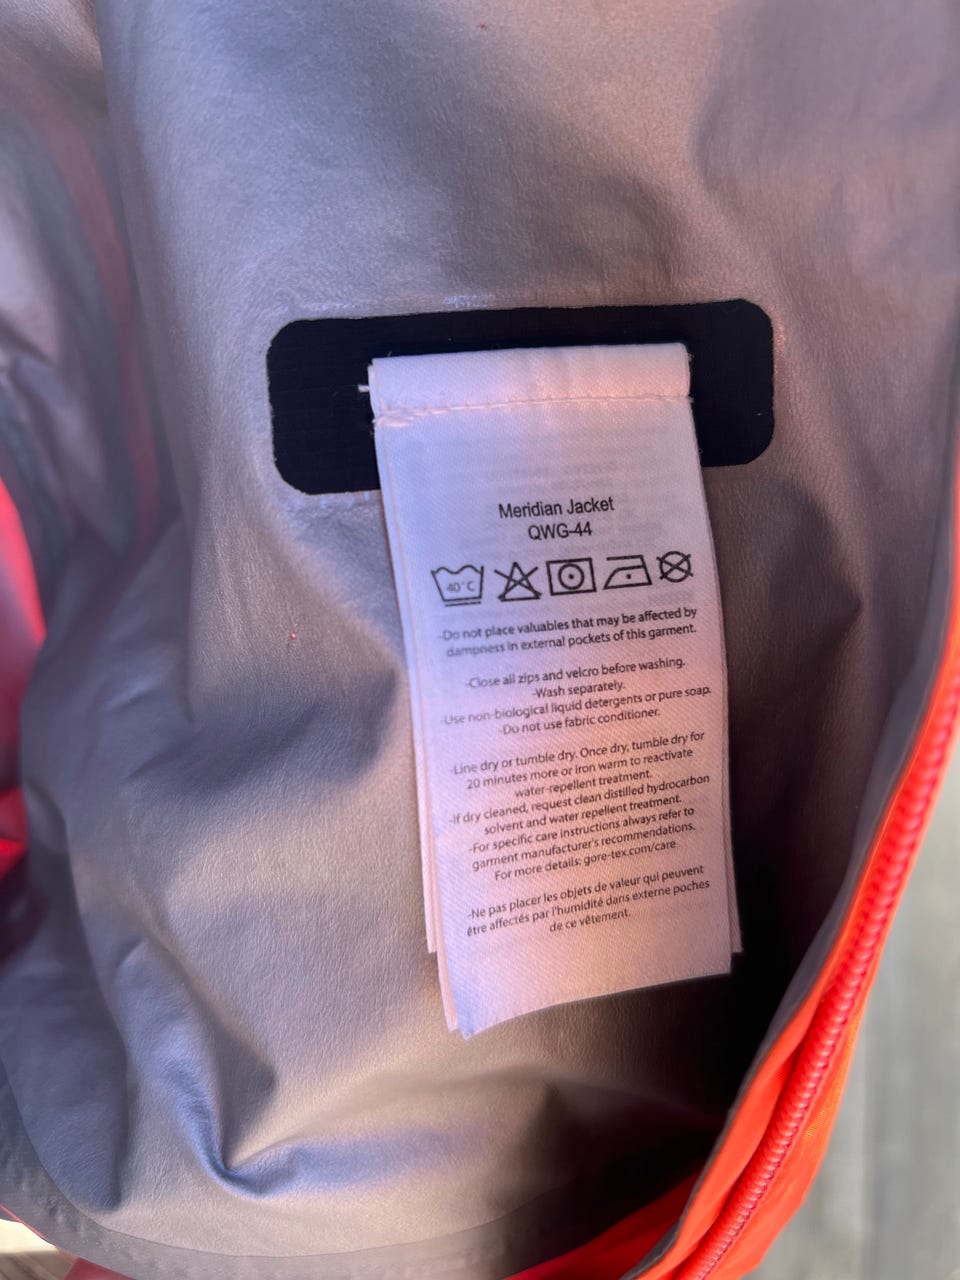 Meridian Jacket
QWG-44
40°C
-Do not place valuables that may be affected by
dampness in external pockets of this garment.
-Close all zips and velcro before washing.
-Wash separately.
-Use non-biological liquid detergents or pure soap.
-Do not use fabric conditioner.
-Line dry or tumble dry. Once dry, tumble dry for
20 minutes more or iron warm to reactivate
water-repellent treatment.
-If dry cleaned, request clean distilled hydrocarbon
solvent and water repellent treatment.
-For specific care instructions always refer to
garment manufacturer's recommendations.
For more details: gore-tex.com/care
-Ne pas placer les objets de valeur qui peuvent
être affectés par l'humidité dans externe poches
de ce vêtement.